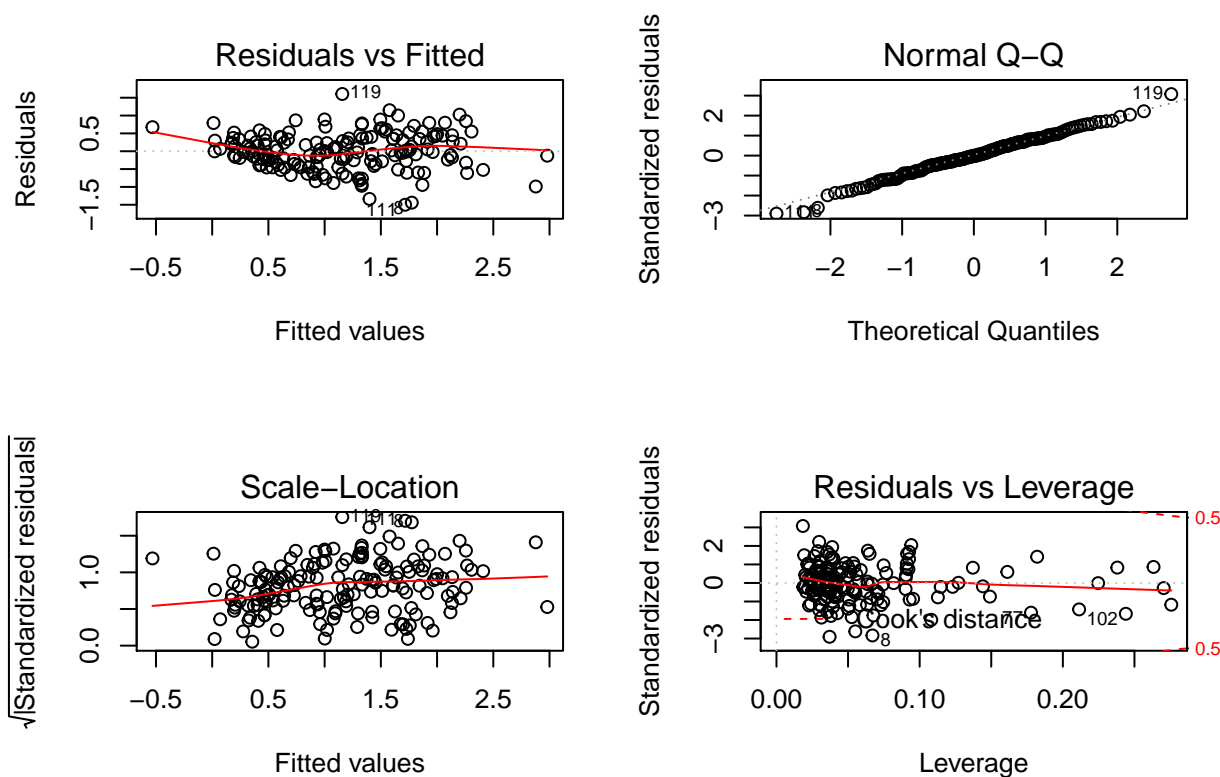 Residuals vs Fitted
Residuals
0.5
−1.5
119
1118
−0.5 0.5 1.5 2.5
Fitted values
Normal Q−Q
Standardized residuals
2
0
−3
119
−2 −1 0 1 2
Theoretical Quantiles
Scale−Location
√|Standardized residuals|
1.0
0.0
119
−0.5 0.5 1.5 2.5
Fitted values
Residuals vs Leverage
Standardized residuals
2
0
−3
Cook's distance
0.5
0.5
77
102
8
0.00 0.10 0.20
Leverage